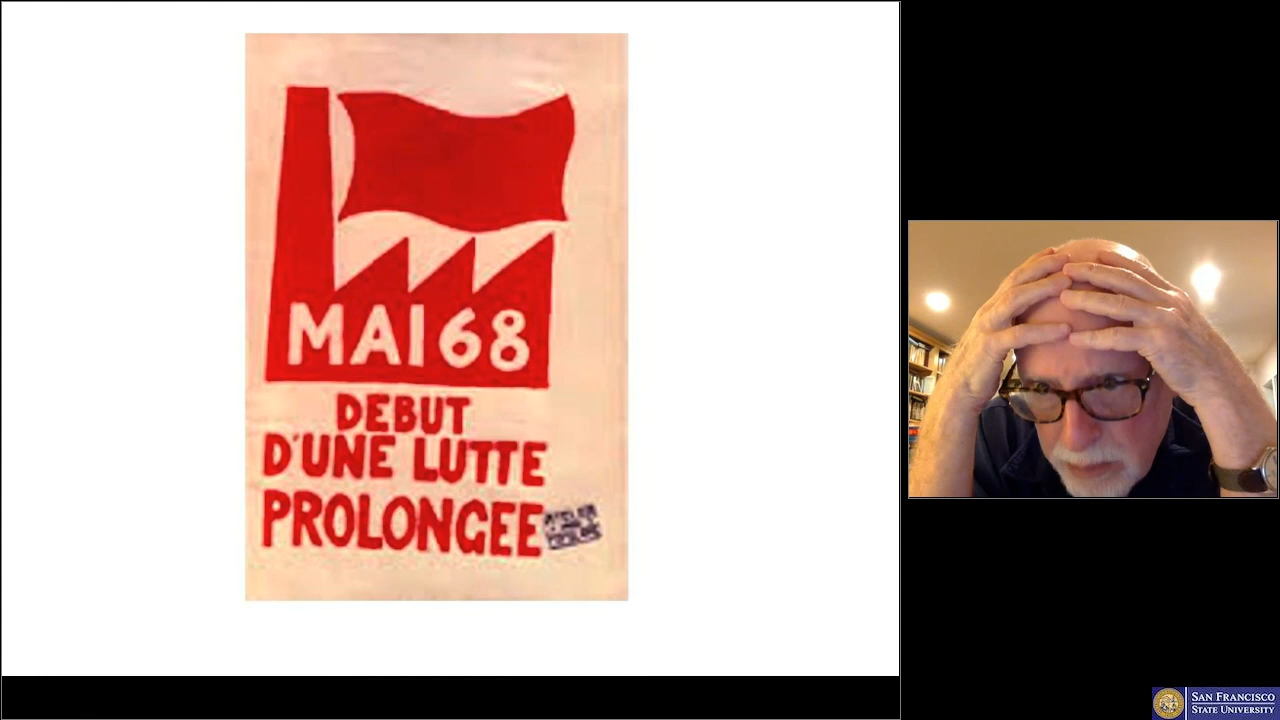 MAI 68
DEBUT
D'UNE LUTTE
PROLONGEE
SAN FRANCISCO
STATE UNIVERSITY